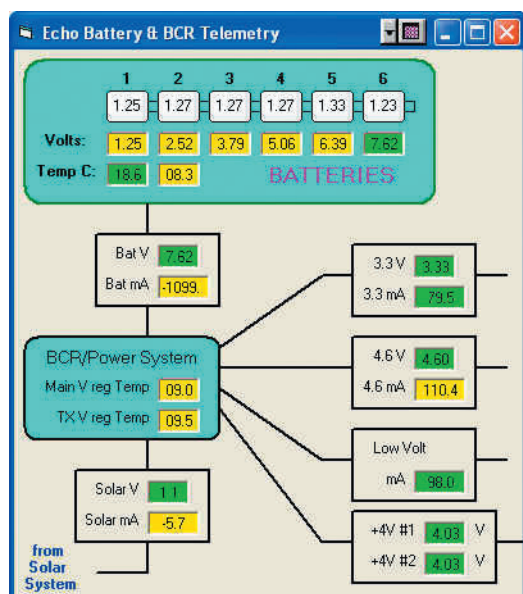 Echo Battery & BCR Telemetry
1 2 3 4 5 6
1.25 1.27 1.27 1.27 1.33 1.23
Volts: 1.25 2.52 3.79 5.06 6.39 7.62
Temp C: 18.6 08.3 BATTERIES
Bat V 7.62
Bat mA -1099.
3.3 V 3.33
3.3 mA 79.5
BCR/Power System
Main V reg Temp 09.0
TX V reg Temp 09.5
4.6 V 4.60
4.6 mA 110.4
Low Volt
mA 98.0
Solar V 1.1
Solar mA -5.7
+4V #1 4.03 V
+4V #2 4.03 V
from
Solar
System